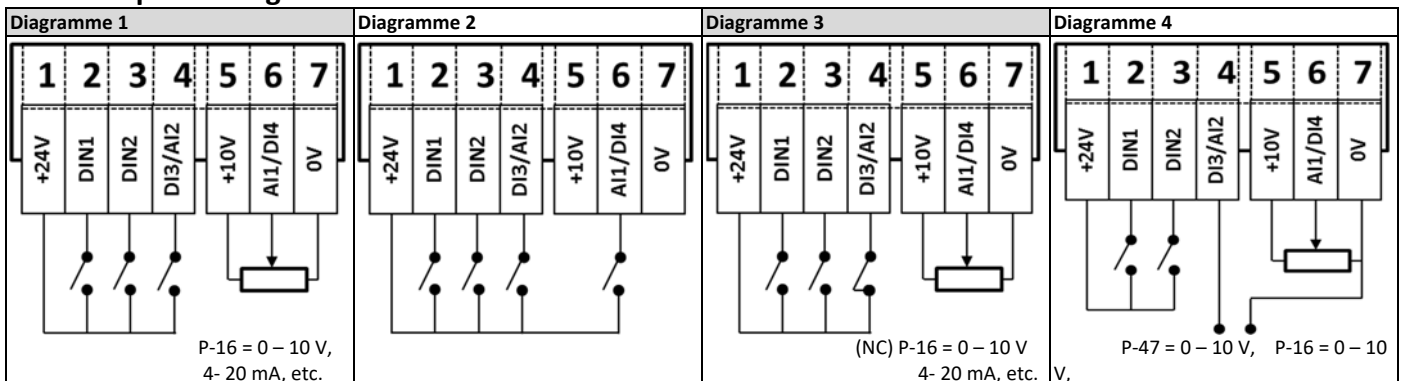 Diagramme 1
1 2 3 4 5 6 7
+24V DIN1 DIN2 DI3/AI2 +10V AI1/DI4 0V
P-16 = 0 – 10 V,
4- 20 mA, etc.
Diagramme 2
1 2 3 4 5 6 7
+24V DIN1 DIN2 DI3/AI2 +10V AI1/DI4 0V
Diagramme 3
1 2 3 4 5 6 7
+24V DIN1 DIN2 DI3/AI2 +10V AI1/DI4 0V
(NC) P-16 = 0 – 10 V
4- 20 mA, etc.
Diagramme 4
1 2 3 4 5 6 7
+24V DIN1 DIN2 DI3/AI2 +10V AI1/DI4 0V
P-47 = 0 – 10 V, P-16 = 0 – 10
V,